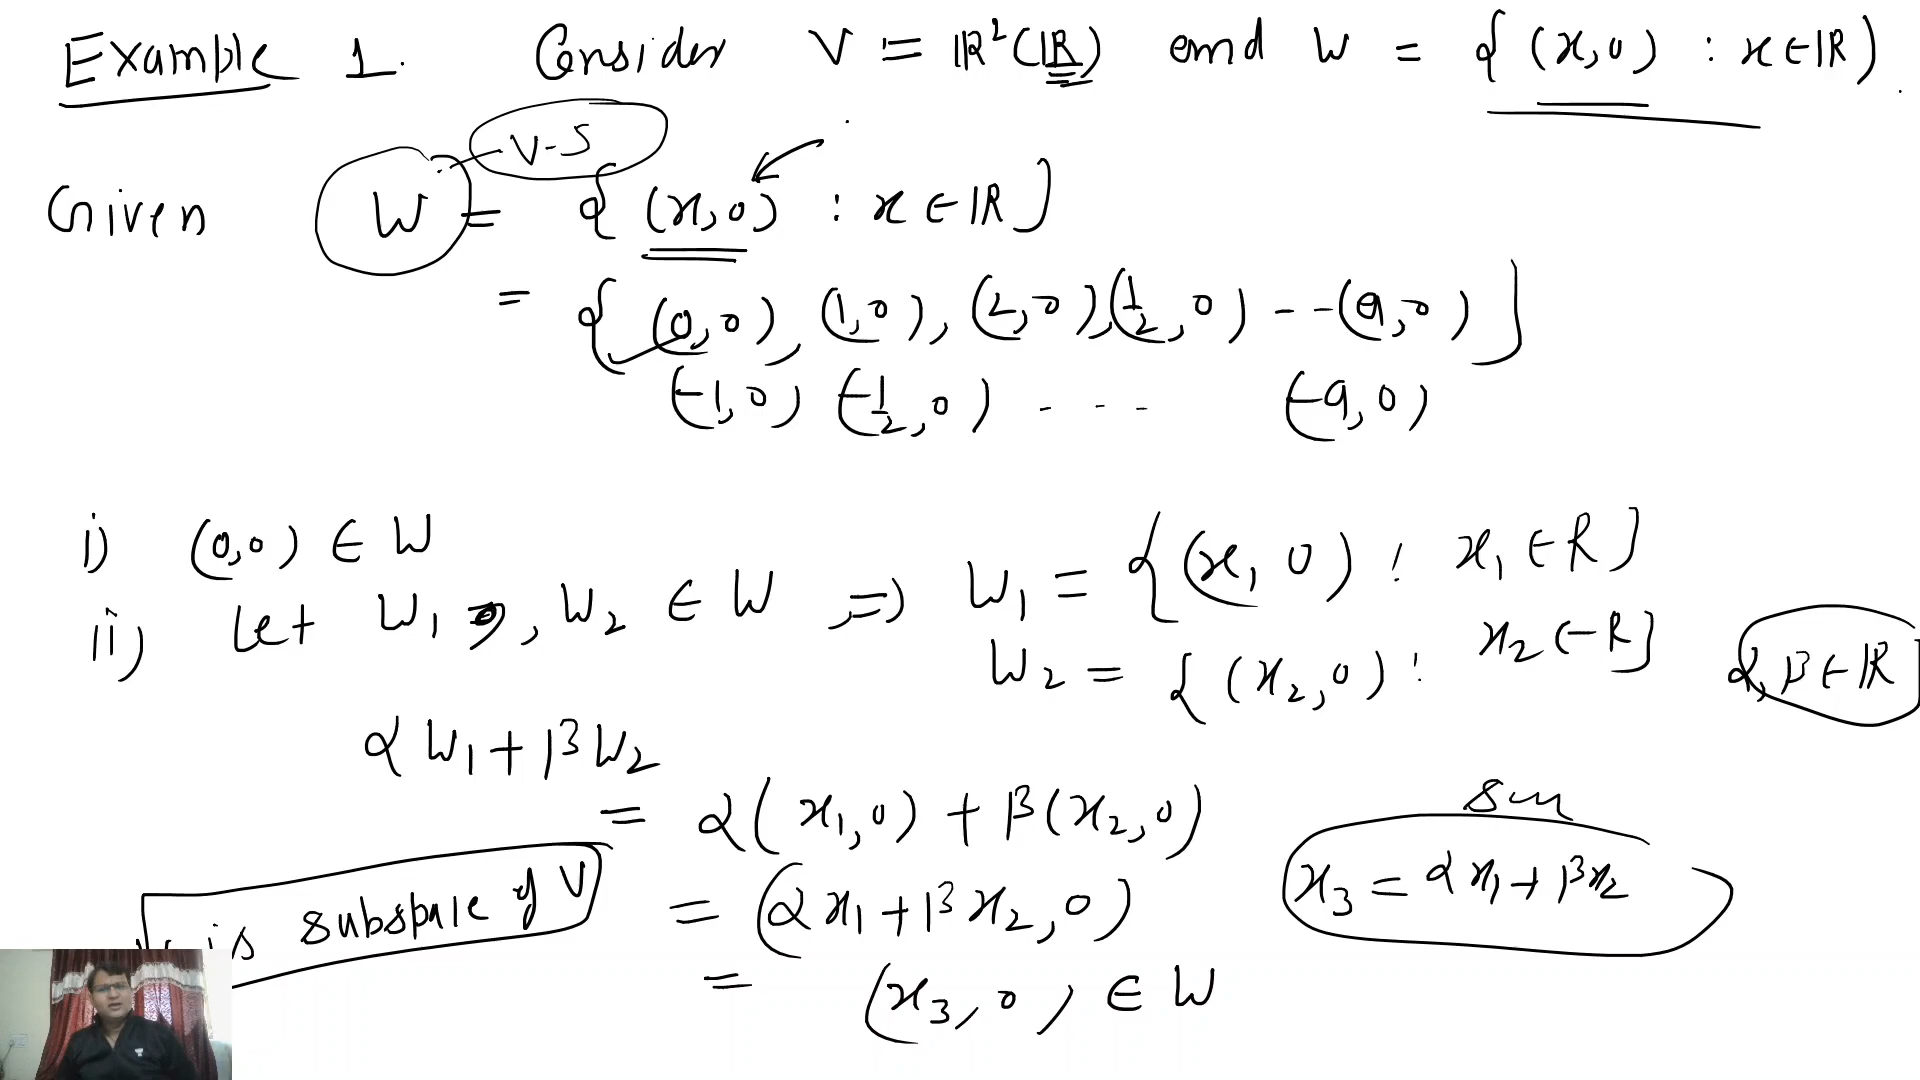 Example 1. Consider V := ℝ²(ℝ) and W = { (x,0) : x∈ℝ)
V-S
Given W = { (x,0) : x∈ℝ}
= { (0,0), (1,0), (2,0), (1/2,0) --(9,0) }
(-1,0) (-1/2,0) . . . (-9,0)
i) (0,0) ∈ W
ii) Let W₁, W₂ ∈ W ⇒ W₁ = {(x₁ 0) : x₁ ∈ R}
W₂ = { (x₂,0) : x₂ ∈ R} α, β ∈ ℝ
αW₁+βW₂
= α(x₁,0) + β(x₂,0)
= (αx₁+βx₂,0) x₃ = αx₁+βx₂
is subspace of V
= (x₃,0) ∈ W